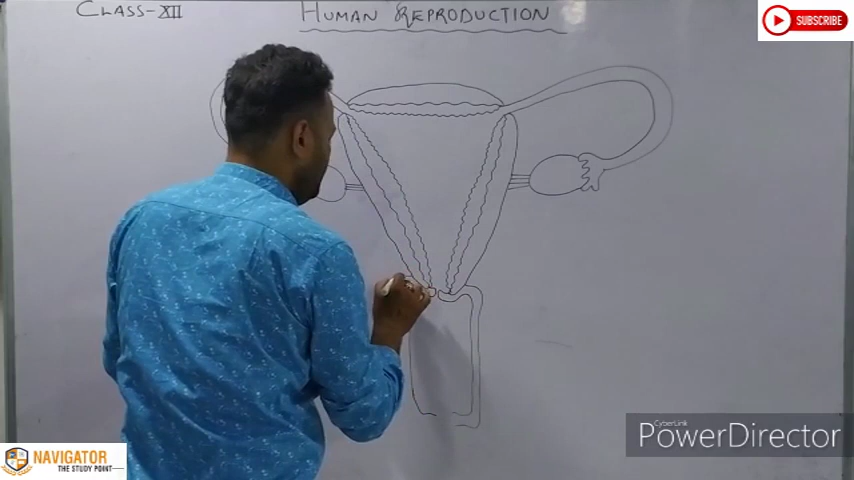 CLASS-XII
HUMAN REPRODUCTION
SUBSCRIBE
CyberLink
PowerDirector
NAVIGATOR
THE STUDY POINT